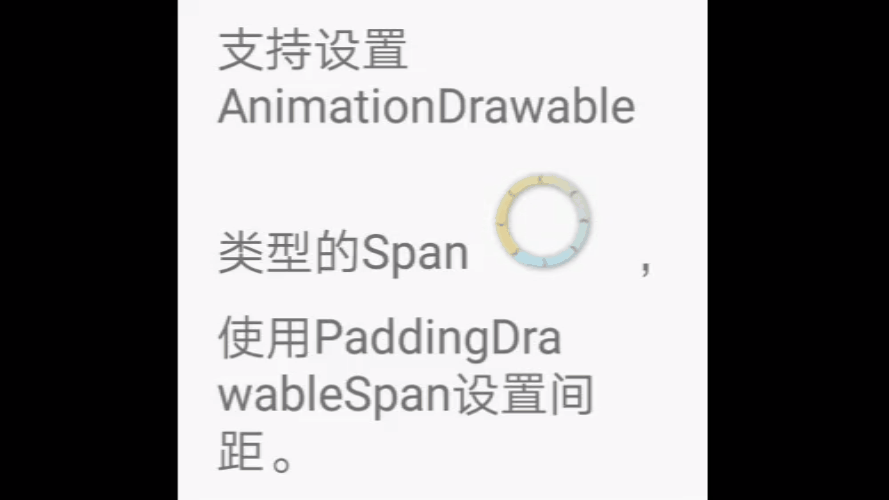 支持设置
AnimationDrawable
类型的Span ，
使用PaddingDra
wableSpan设置间
距。